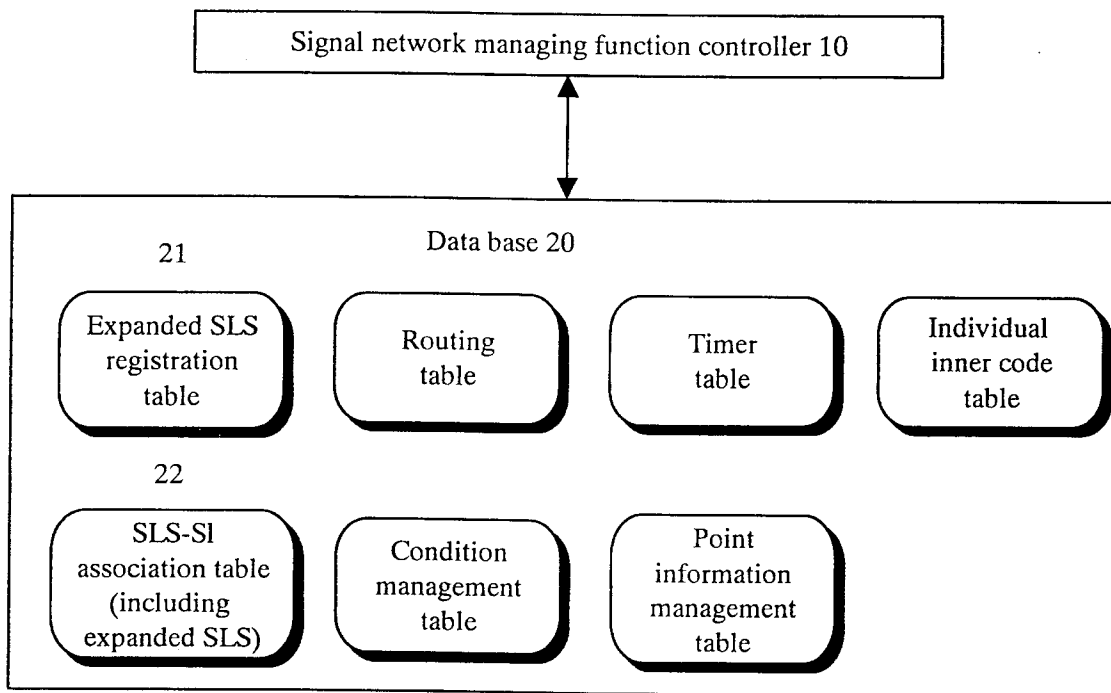 Signal network managing function controller 10
Data base 20
21
Expanded SLS
registration
table
Routing
table
Timer
table
Individual
inner code
table
22
SLS-Sl
association table
(including
expanded SLS)
Condition
management
table
Point
information
management
table